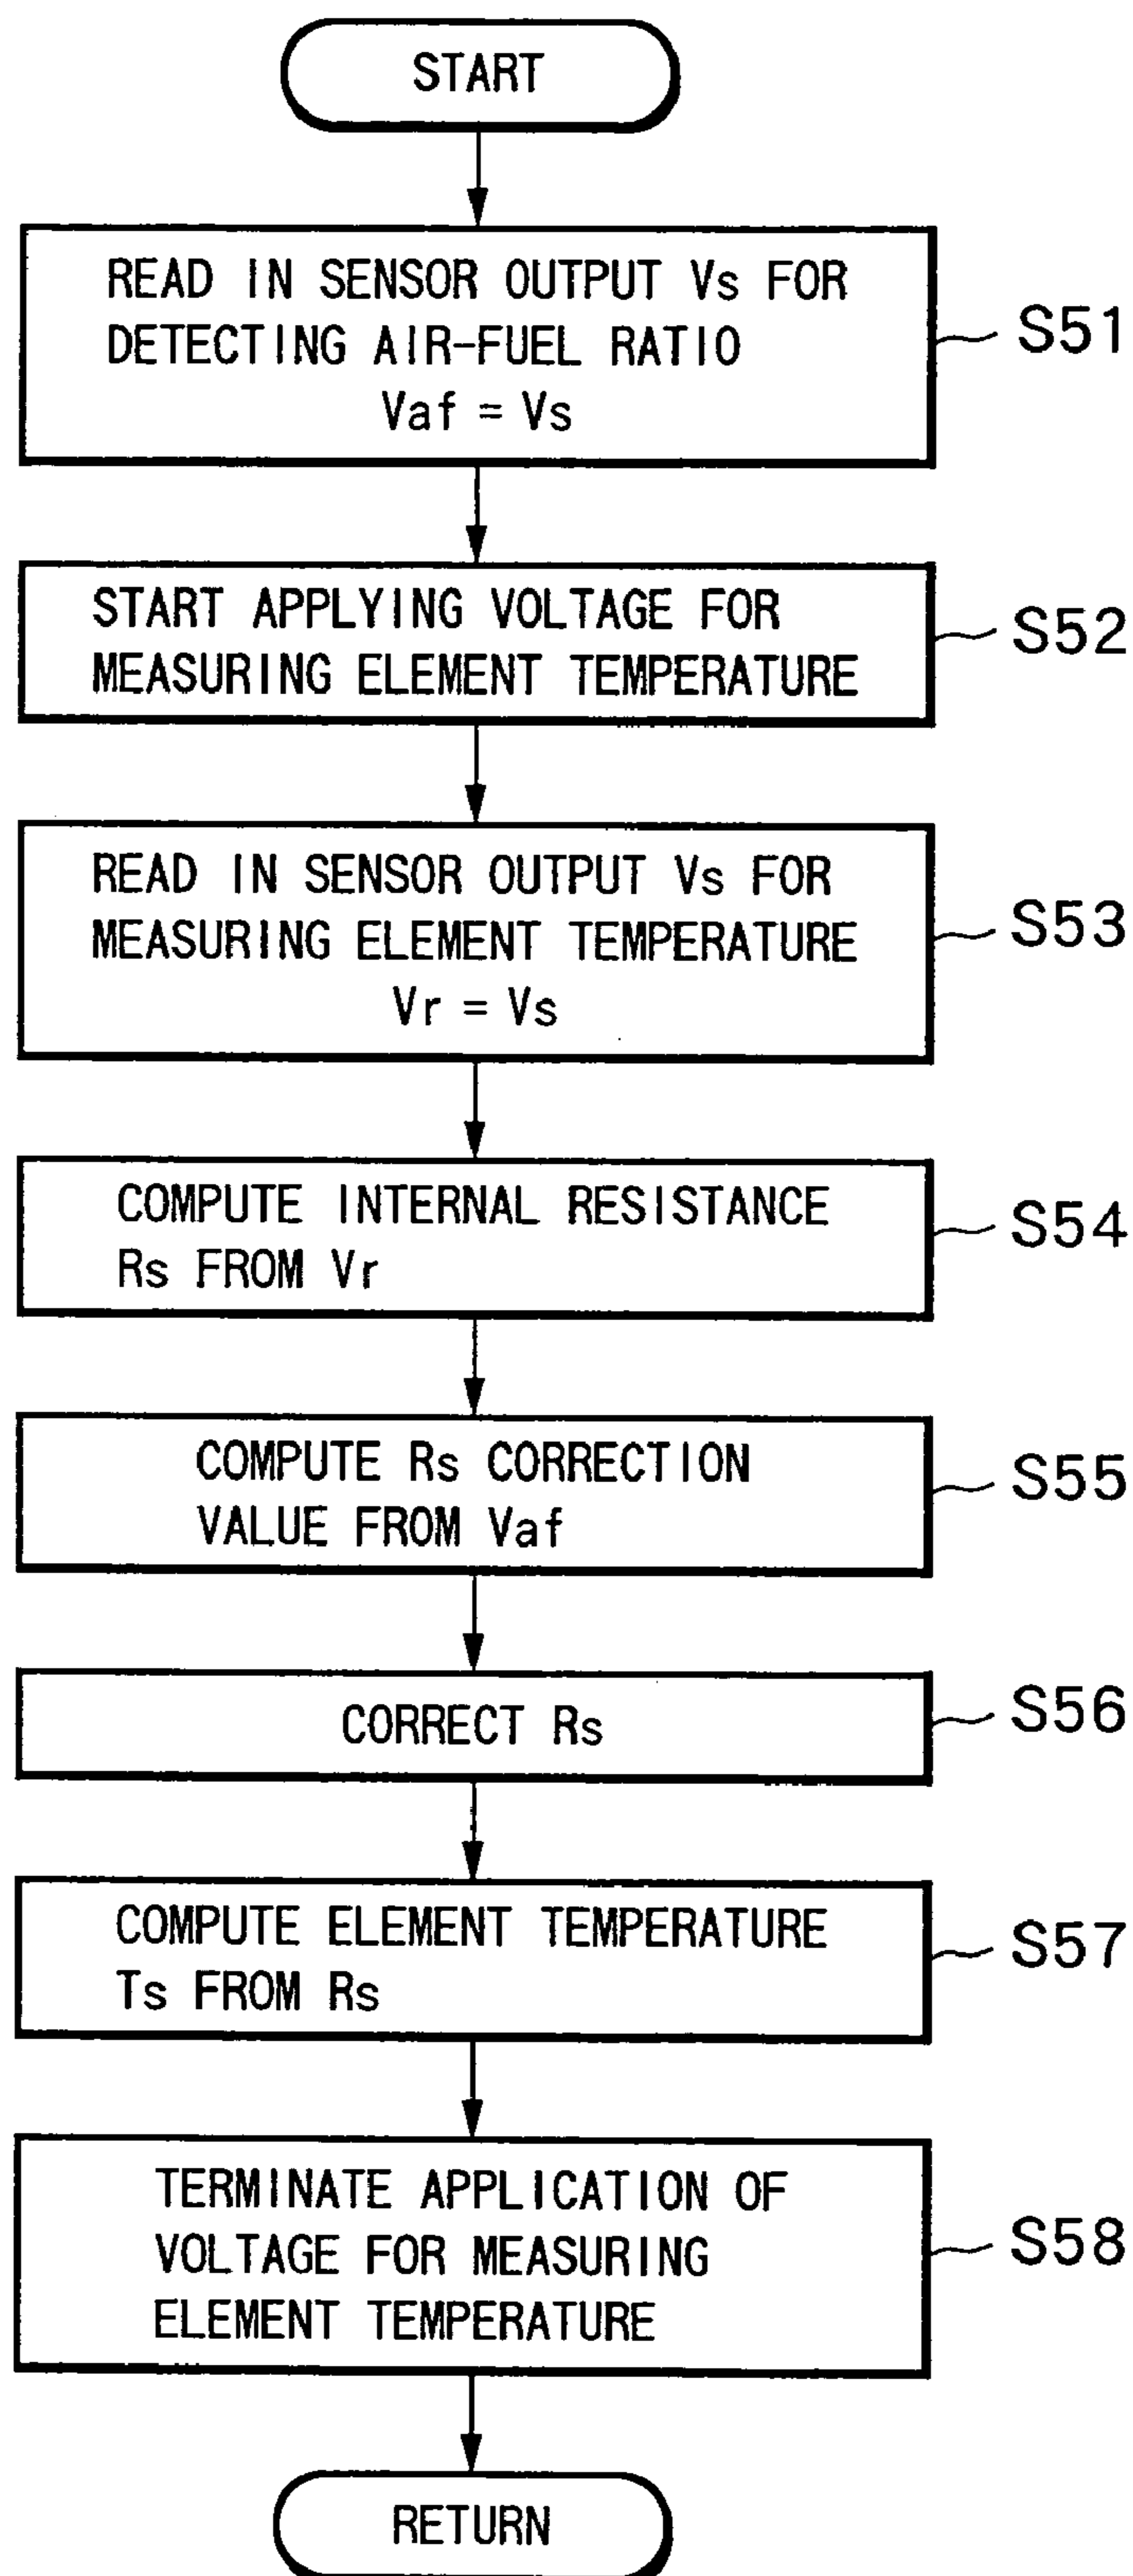 START
READ IN SENSOR OUTPUT Vs FOR
DETECTING AIR-FUEL RATIO
Vaf = Vs
S51
START APPLYING VOLTAGE FOR
MEASURING ELEMENT TEMPERATURE
S52
READ IN SENSOR OUTPUT Vs FOR
MEASURING ELEMENT TEMPERATURE
Vr = Vs
S53
COMPUTE INTERNAL RESISTANCE
Rs FROM Vr
S54
COMPUTE Rs CORRECTION
VALUE FROM Vaf
S55
CORRECT Rs
S56
COMPUTE ELEMENT TEMPERATURE
Ts FROM Rs
S57
TERMINATE APPLICATION OF
VOLTAGE FOR MEASURING
ELEMENT TEMPERATURE
S58
RETURN